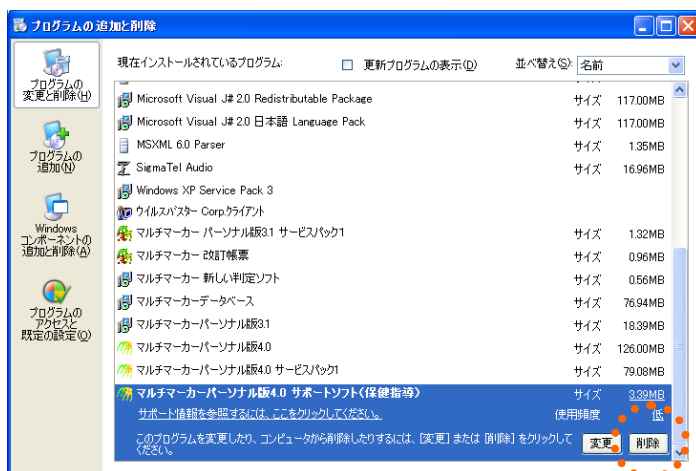 プログラムの追加と削除
現在インストールされているプログラム:
更新プログラムの表示(D)
並べ替え(S): 名前
プログラムの
変更と削除(H)
プログラムの
追加(N)
Windows
コンポーネントの
追加と削除(A)
プログラムの
アクセスと
既定の設定(O)
Microsoft Visual J# 2.0 Redistributable Package サイズ 117.00MB
Microsoft Visual J# 2.0 日本語 Language Pack サイズ 117.00MB
MSXML 6.0 Parser サイズ 1.35MB
SigmaTel Audio サイズ 16.96MB
Windows XP Service Pack 3
ウイルスバスター Corp.クライアント
マルチマーカー パーソナル版3.1 サービスパック1 サイズ 1.32MB
マルチマーカー 改訂帳票 サイズ 0.96MB
マルチマーカー 新しい判定ソフト サイズ 0.56MB
マルチマーカーデータベース サイズ 76.94MB
マルチマーカーパーソナル版3.1 サイズ 18.39MB
マルチマーカーパーソナル版4.0 サイズ 126.00MB
マルチマーカーパーソナル版4.0 サービスパック1 サイズ 79.08MB
マルチマーカーパーソナル版4.0 サポートソフト(保健指導) サイズ 3.39MB
サポート情報を参照するには、ここをクリックしてください。 使用頻度 低
このプログラムを変更したり、コンピュータから削除したりするには、[変更] または [削除] をクリックして
ください。
変更 削除